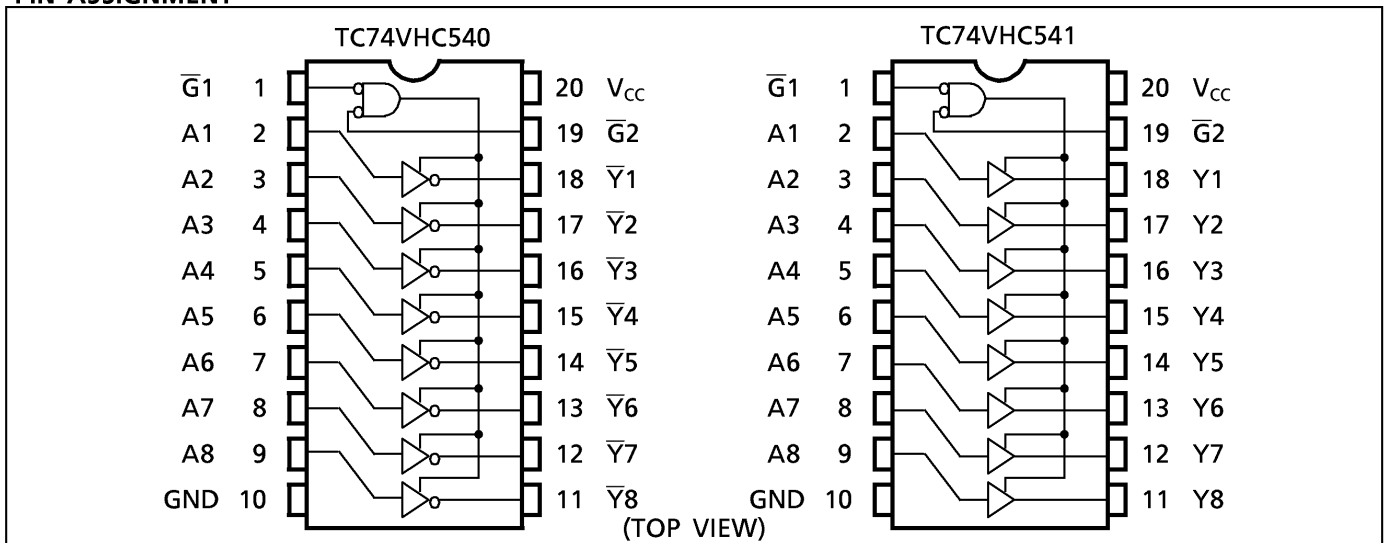 PIN ASSIGNMENT
TC74VHC540
G̅1 1 20 VCC
A1 2 19 G̅2
A2 3 18 Y̅1
A3 4 17 Y̅2
A4 5 16 Y̅3
A5 6 15 Y̅4
A6 7 14 Y̅5
A7 8 13 Y̅6
A8 9 12 Y̅7
GND 10 11 Y̅8
TC74VHC541
G̅1 1 20 VCC
A1 2 19 G̅2
A2 3 18 Y1
A3 4 17 Y2
A4 5 16 Y3
A5 6 15 Y4
A6 7 14 Y5
A7 8 13 Y6
A8 9 12 Y7
GND 10 11 Y8
(TOP VIEW)